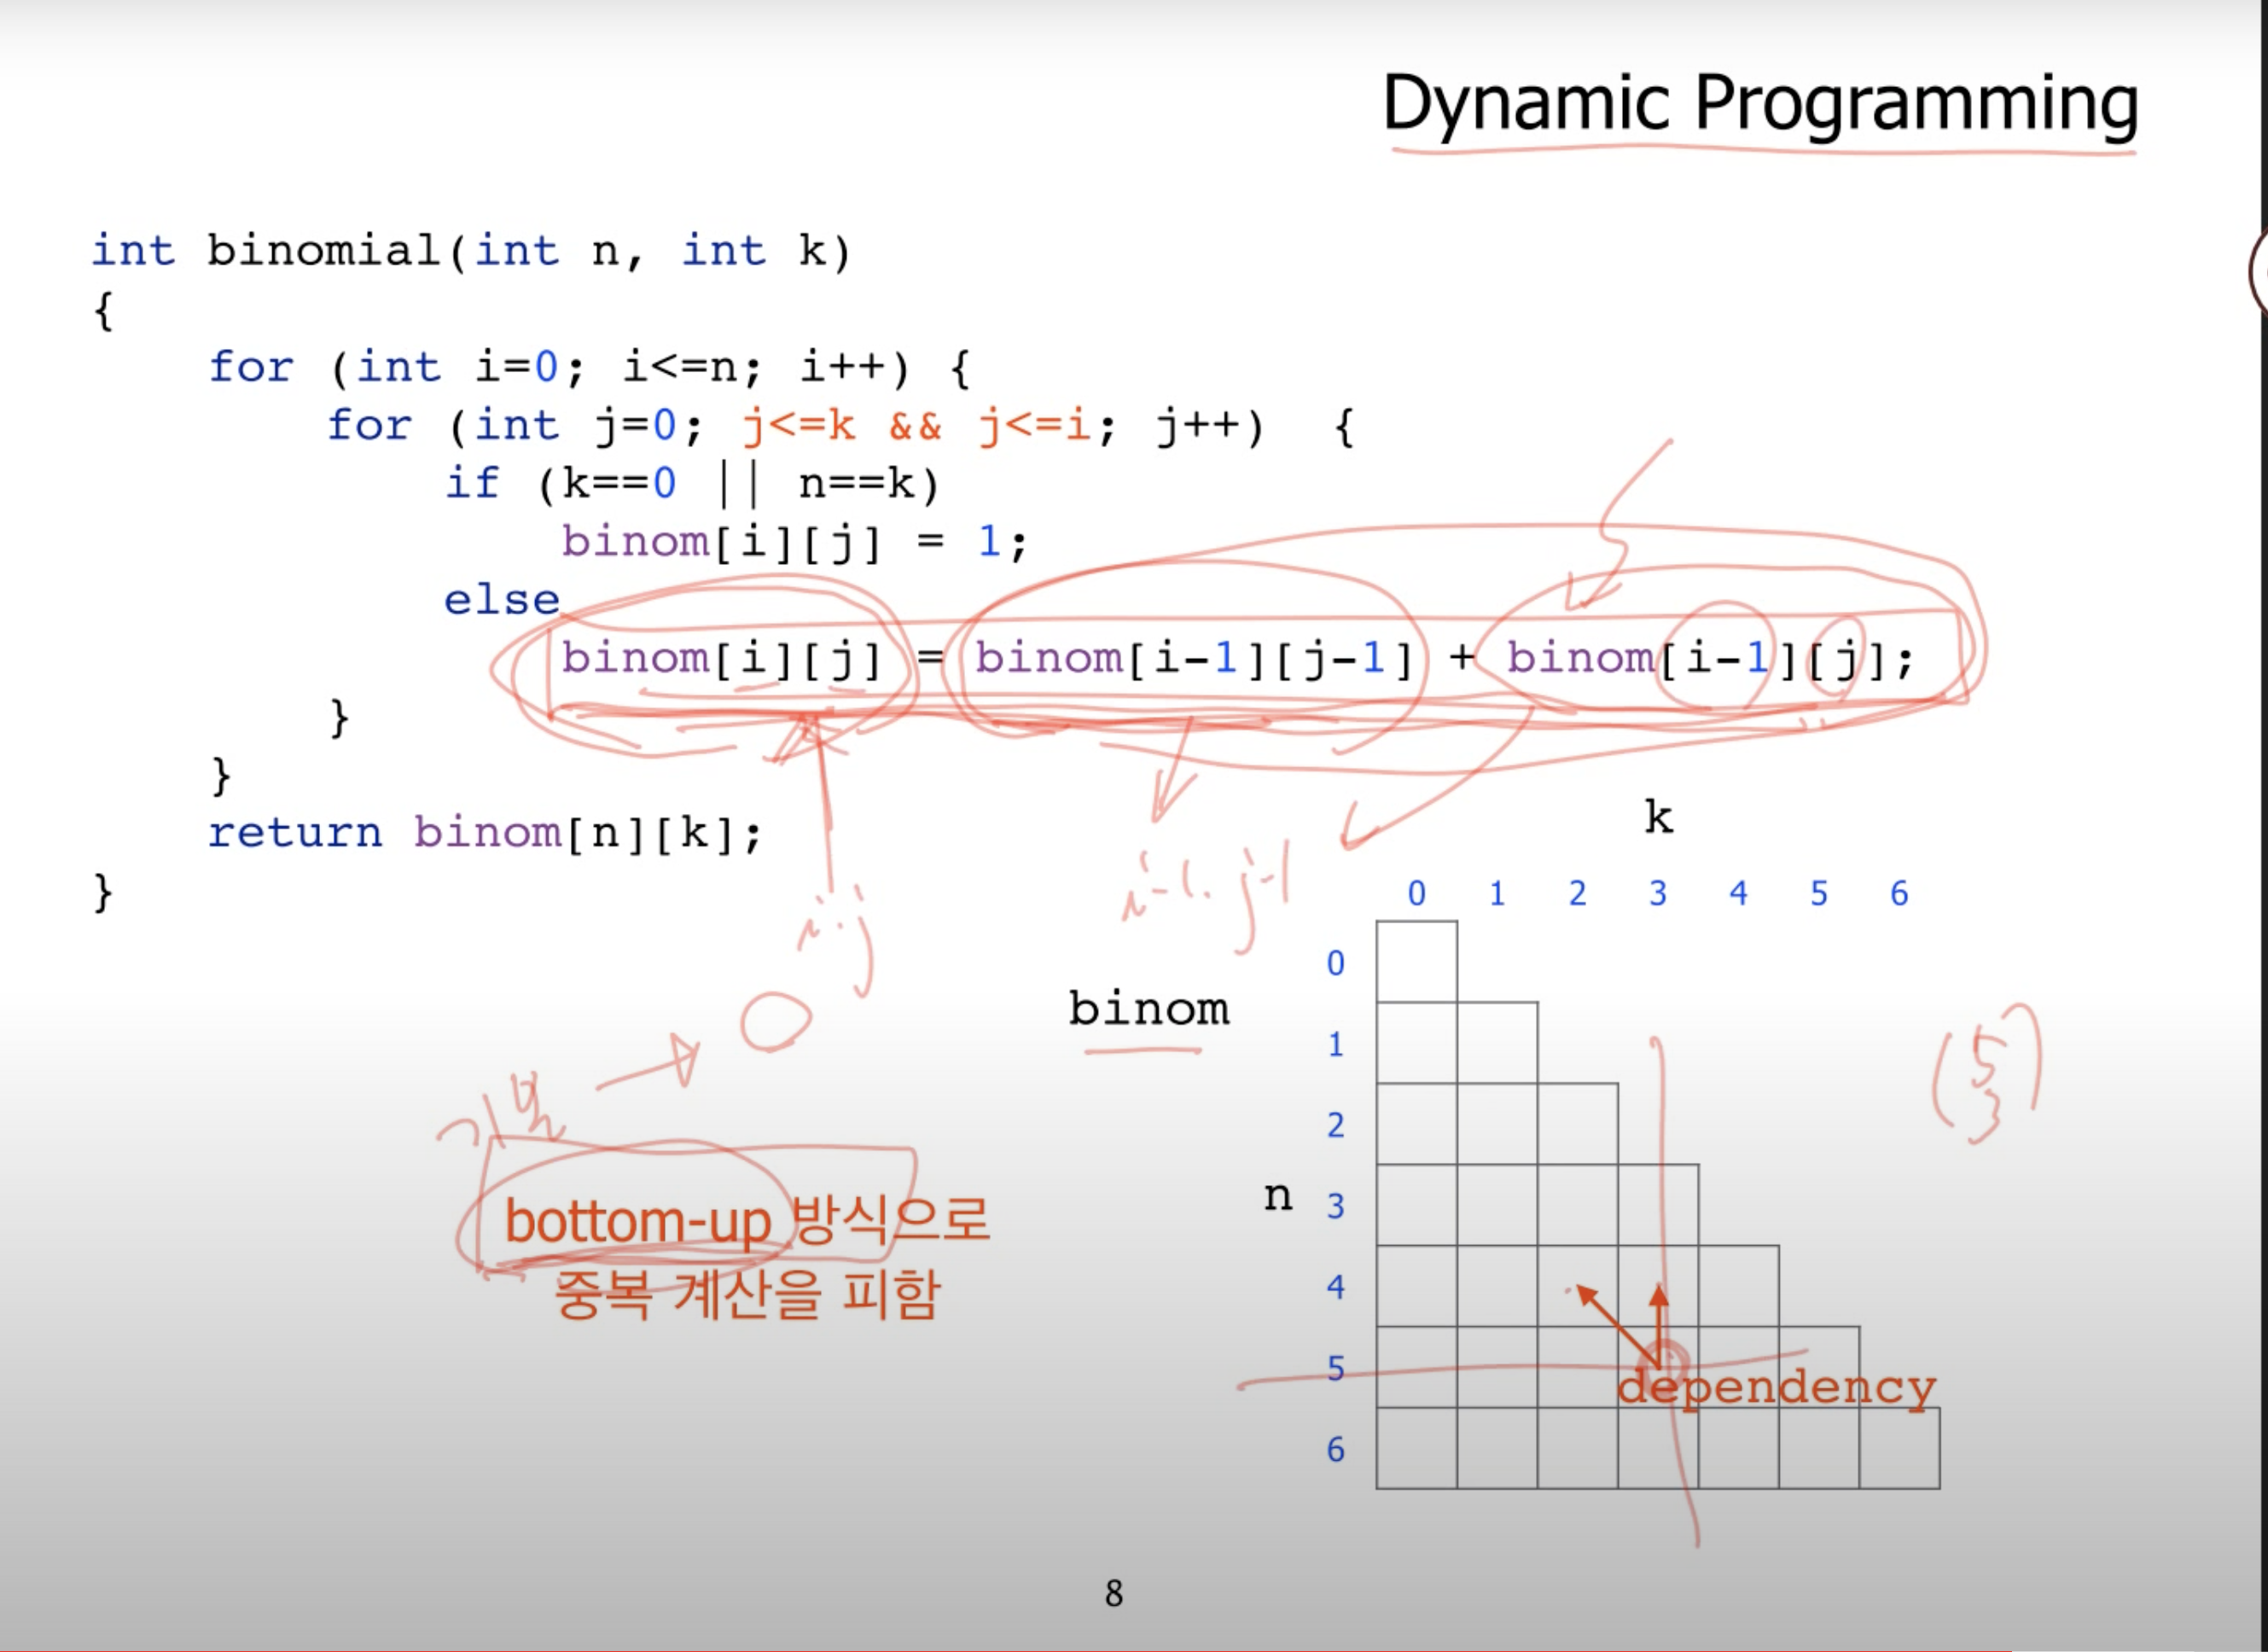 Dynamic Programming
int binomial(int n, int k)
{
for (int i=0; i<=n; i++) {
for (int j=0; j<=k && j<=i; j++) {
if (k==0 || n==k)
binom[i][j] = 1;
else
binom[i][j] = binom[i-1][j-1] + binom[i-1][j];
}
}
return binom[n][k];
}
i.j
i-1. j-1
k
0 1 2 3 4 5 6
binom
n
0
1
2
3
4
5
6
(5
3)
dependency
bottom-up 방식으로
중복 계산을 피함
8